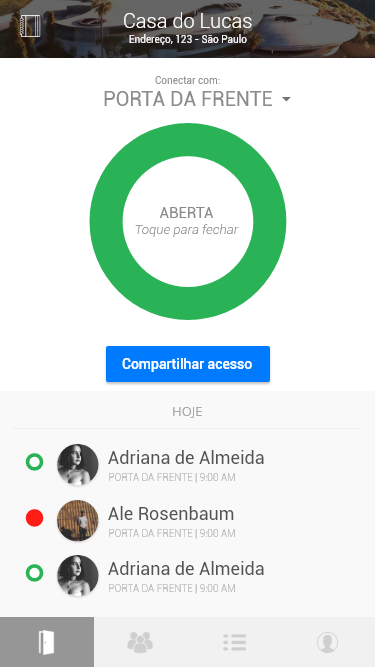 Casa do Lucas
Endereço, 123 - São Paulo
Conectar com:
PORTA DA FRENTE
ABERTA
Toque para fechar
Compartilhar acesso
HOJE
Adriana de Almeida
PORTA DA FRENTE | 9:00 AM
Ale Rosenbaum
PORTA DA FRENTE | 9:00 AM
Adriana de Almeida
PORTA DA FRENTE | 9:00 AM